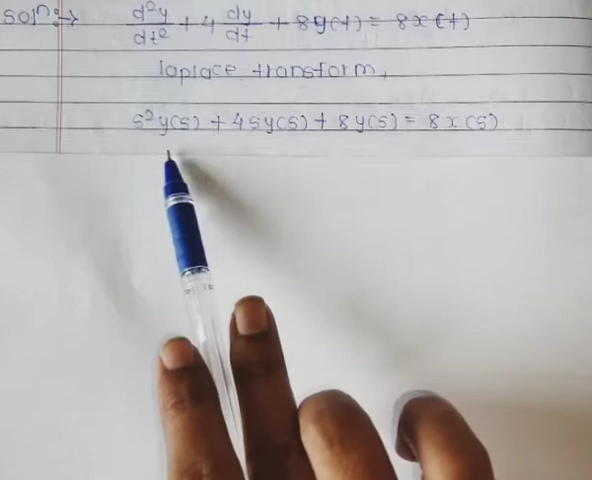 Soln :→ d²y/dt² + 4 dy/dt + 8y(t) = 8x(t)
laplace transform,
s²y(s) + 4sy(s) + 8y(s) = 8x(s)